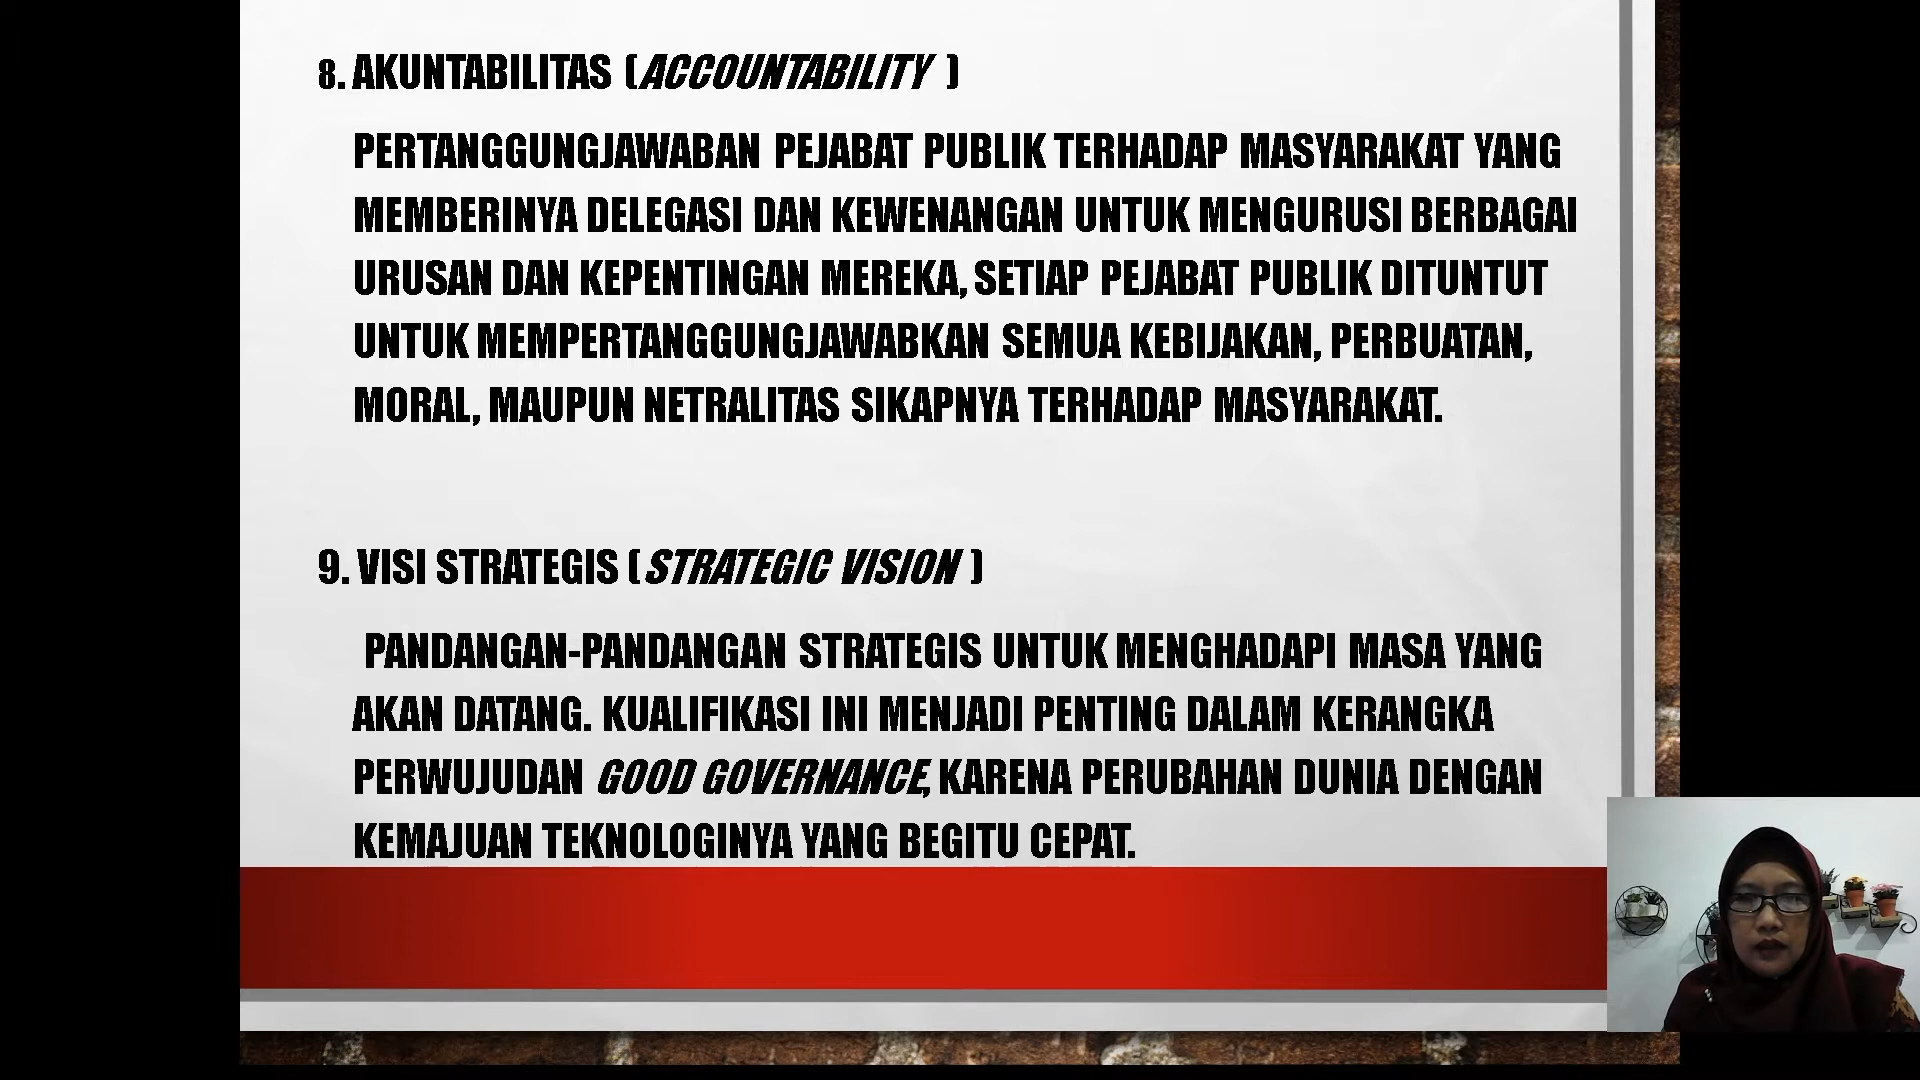 8. AKUNTABILITAS (ACCOUNTABILITY )
PERTANGGUNGJAWABAN PEJABAT PUBLIK TERHADAP MASYARAKAT YANG
MEMBERINYA DELEGASI DAN KEWENANGAN UNTUK MENGURUSI BERBAGAI
URUSAN DAN KEPENTINGAN MEREKA, SETIAP PEJABAT PUBLIK DITUNTUT
UNTUK MEMPERTANGGUNGJAWABKAN SEMUA KEBIJAKAN, PERBUATAN,
MORAL, MAUPUN NETRALITAS SIKAPNYA TERHADAP MASYARAKAT.
9. VISI STRATEGIS (STRATEGIC VISION )
PANDANGAN-PANDANGAN STRATEGIS UNTUK MENGHADAPI MASA YANG
AKAN DATANG. KUALIFIKASI INI MENJADI PENTING DALAM KERANGKA
PERWUJUDAN GOOD GOVERNANCE, KARENA PERUBAHAN DUNIA DENGAN
KEMAJUAN TEKNOLOGINYA YANG BEGITU CEPAT.